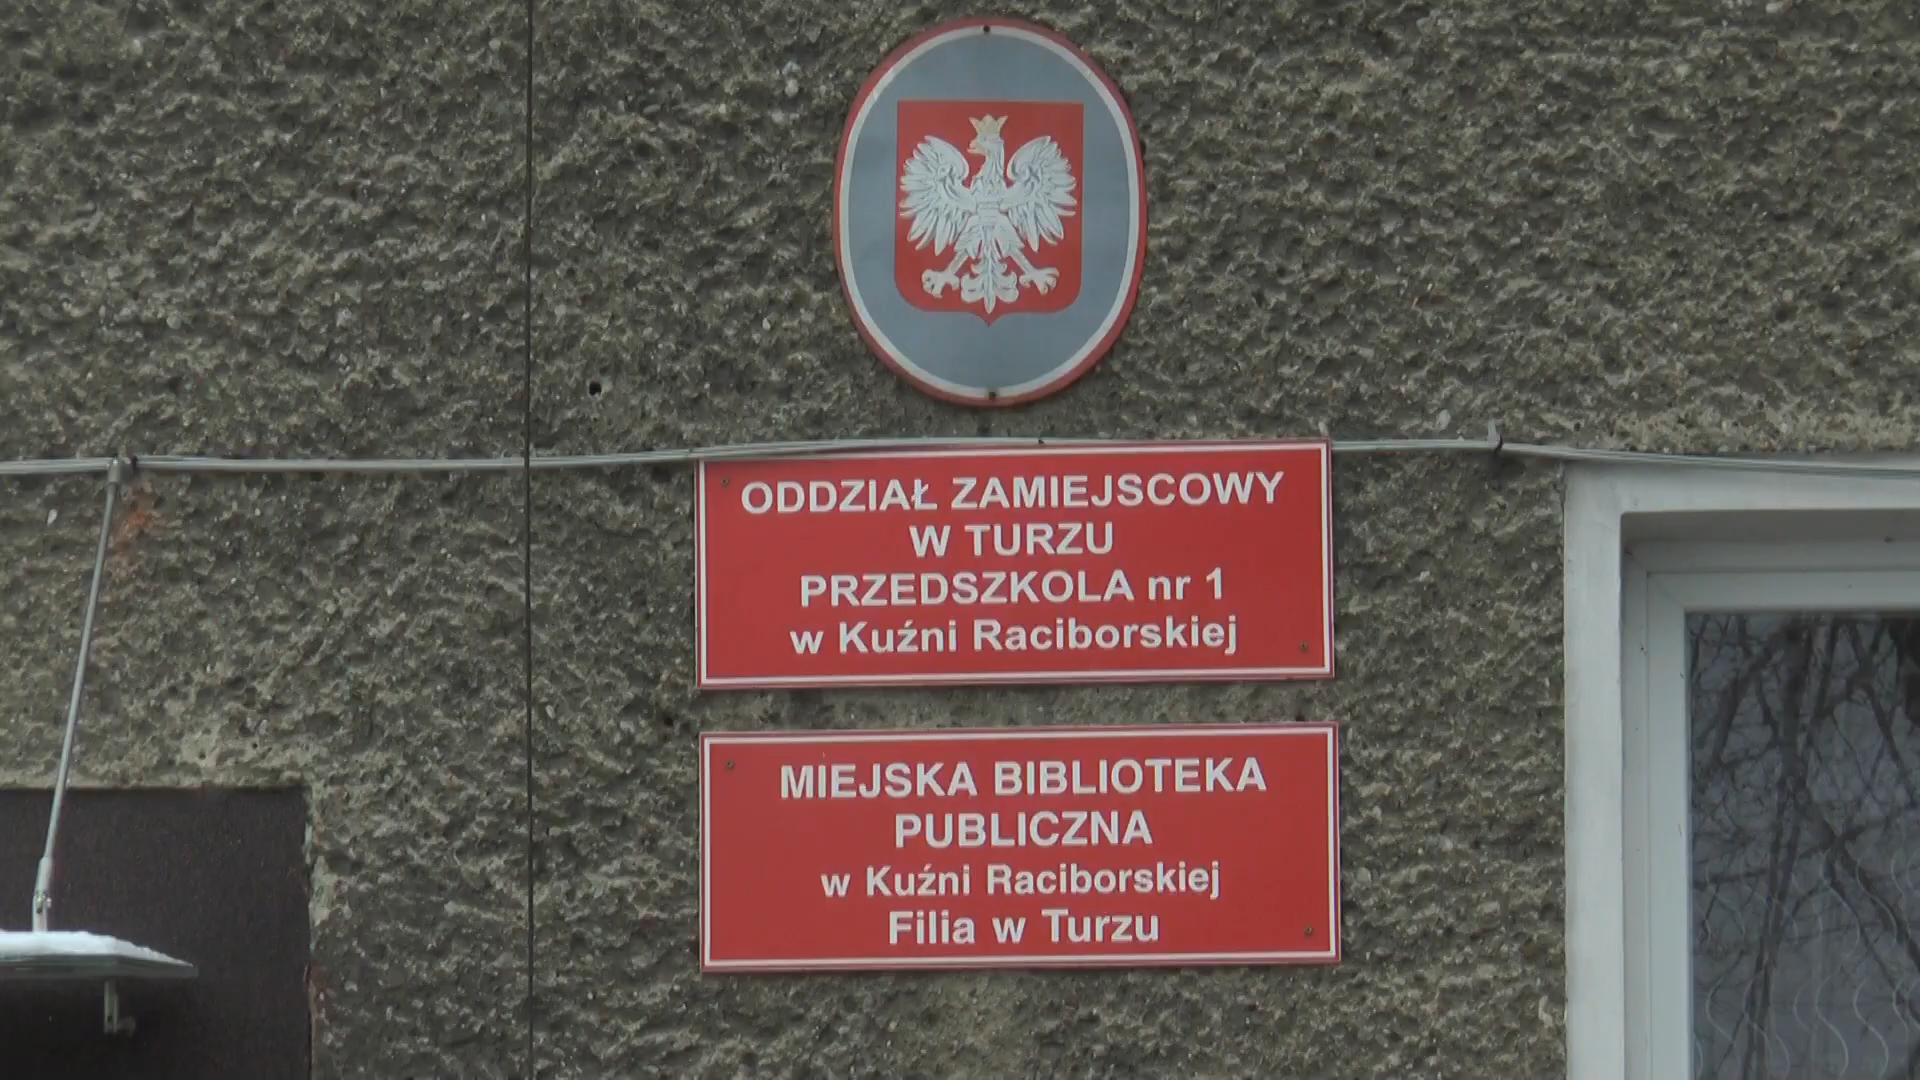 ODDZIAŁ ZAMIEJSCOWY
W TURZU
PRZEDSZKOLA nr 1
w Kuźni Raciborskiej
MIEJSKA BIBLIOTEKA
PUBLICZNA
w Kuźni Raciborskiej
Filia w Turzu